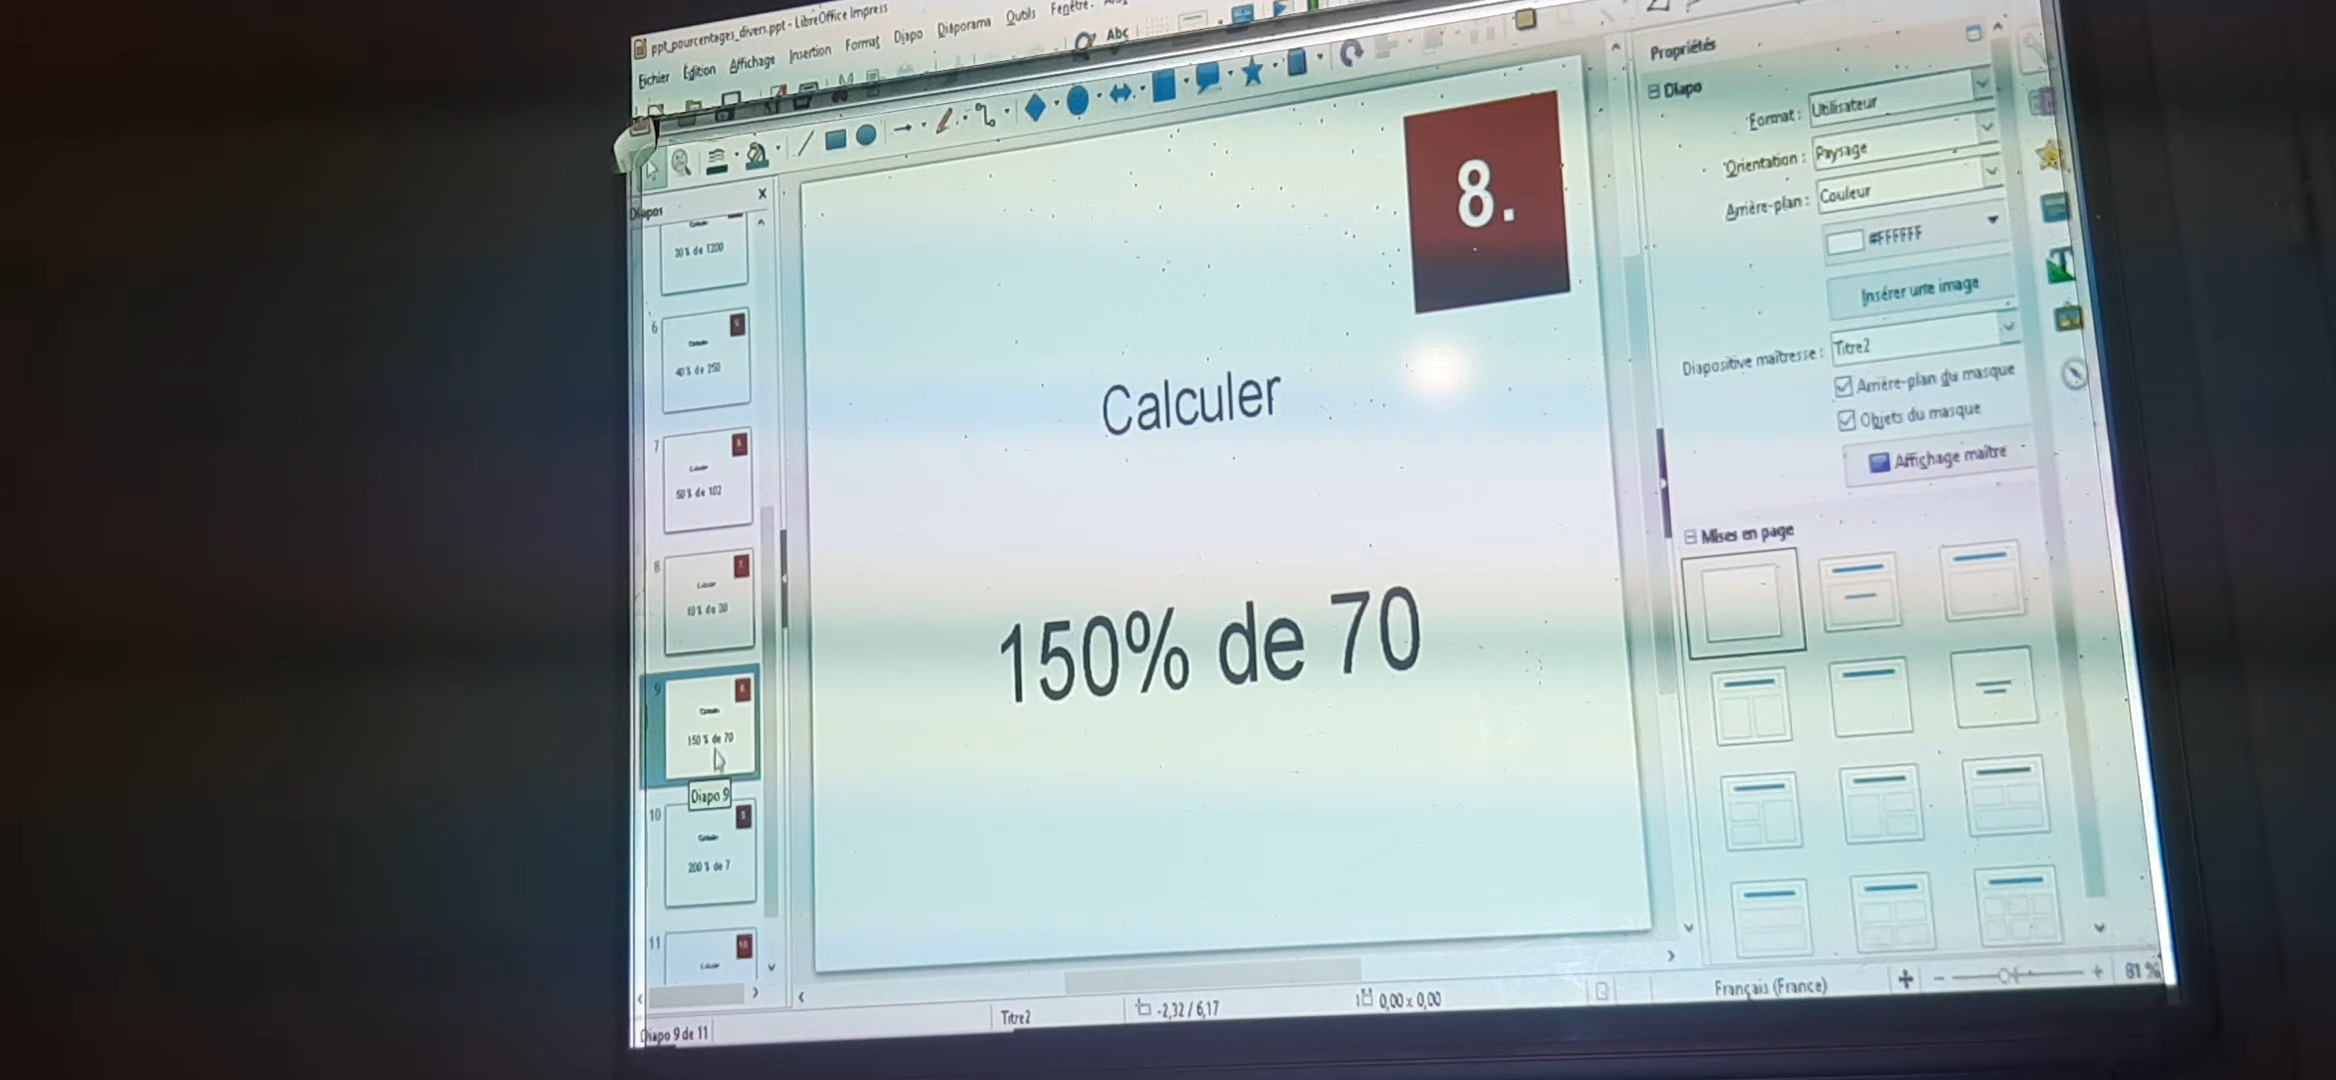 ppt_pourcentages_divers.ppt - LibreOffice Impress
Fichier Édition Affichage Insertion Format Diapo Diaporama Outils Fenêtre
Abc
Diapos
20 % de 1200
6
40 % de 250
7
50 % de 102
8
9
150 % de 70
Diapo 9
10
200 % de 7
11
8.
Calculer
150% de 70
Propriétés
Diapo
Format : Utilisateur
Orientation : Paysage
Arrière-plan : Couleur
#FFFFFF
Insérer une image
Diapositive maîtresse : Titre2
Arrière-plan du masque
Objets du masque
Affichage maître
Mises en page
Diapo 9 de 11
Titre2
-2,32 / 6,17
0,00 x 0,00
Français (France)
81 %